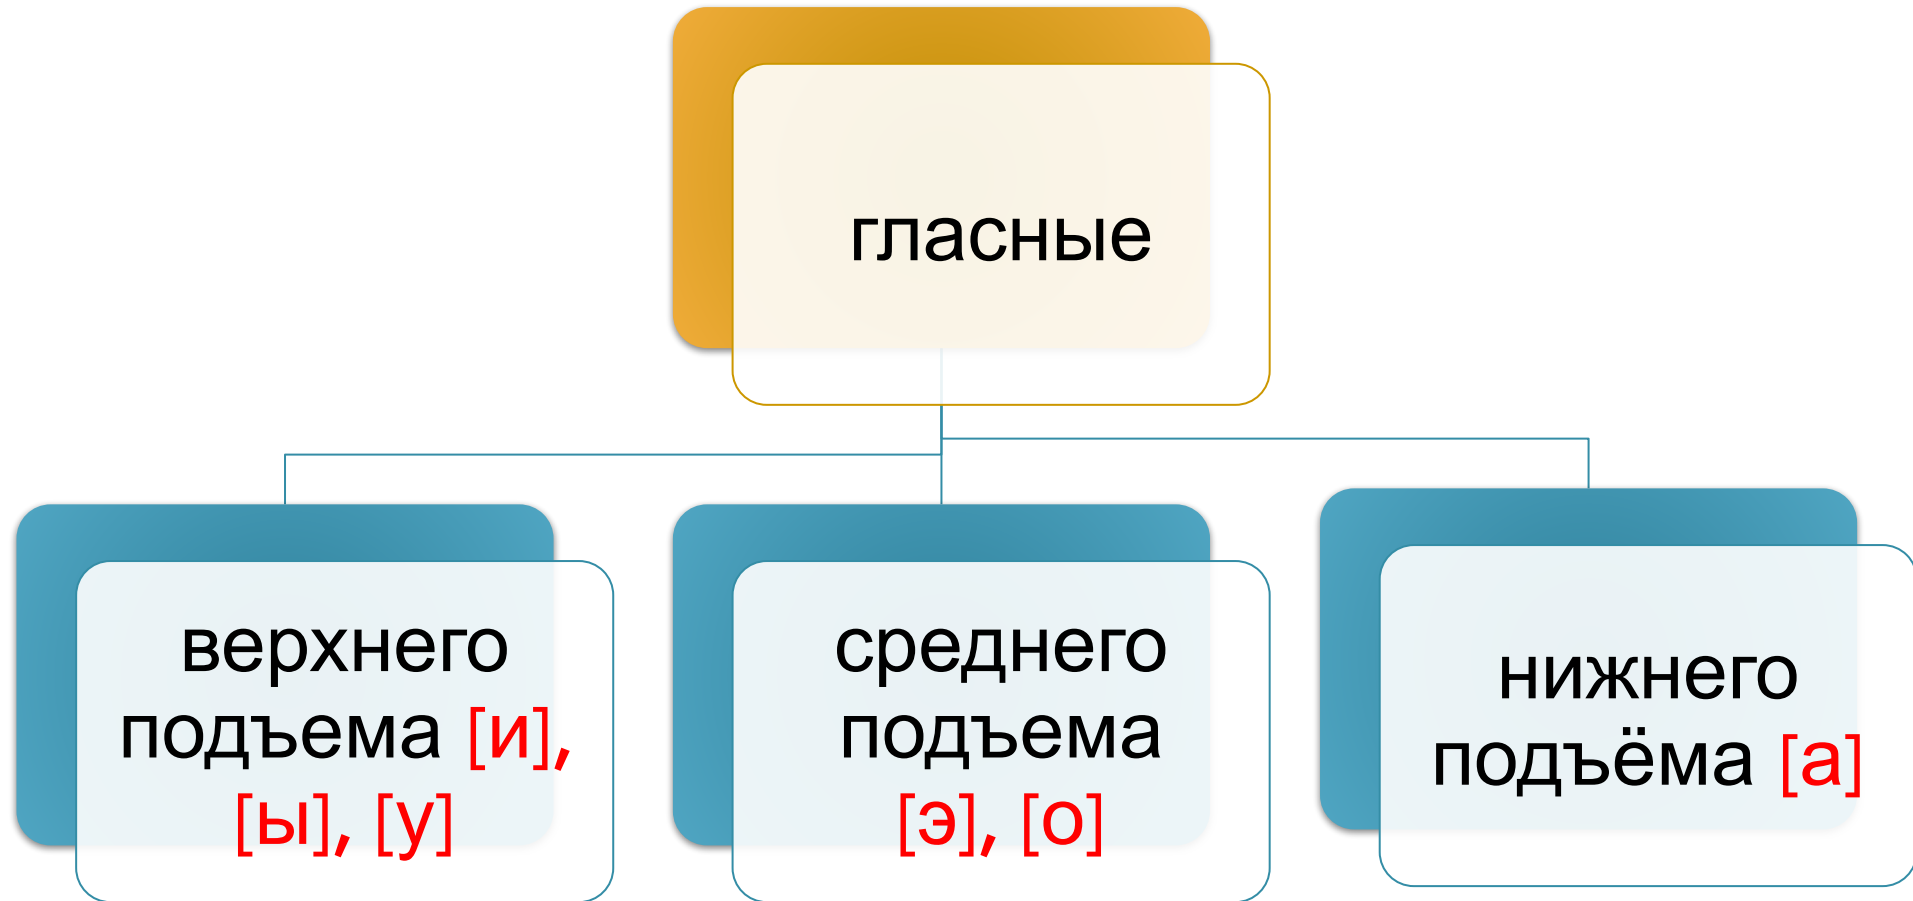 гласные
верхнего
подъема [и],
[ы], [у]
среднего
подъема
[э], [о]
нижнего
подъёма [а]